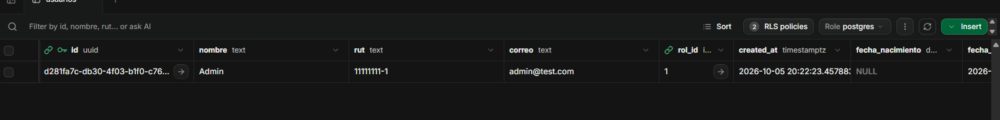 usuarios +
Filter by id, nombre, rut... or ask AI Sort 2 RLS policies Role postgres Insert
id uuid nombre text rut text correo text rol_id i... created_at timestamptz fecha_nacimiento d... fecha_
d281fa7c-db30-4f03-b1f0-c76... Admin 11111111-1 admin@test.com 1 2026-10-05 20:22:23.457883 NULL 2026-